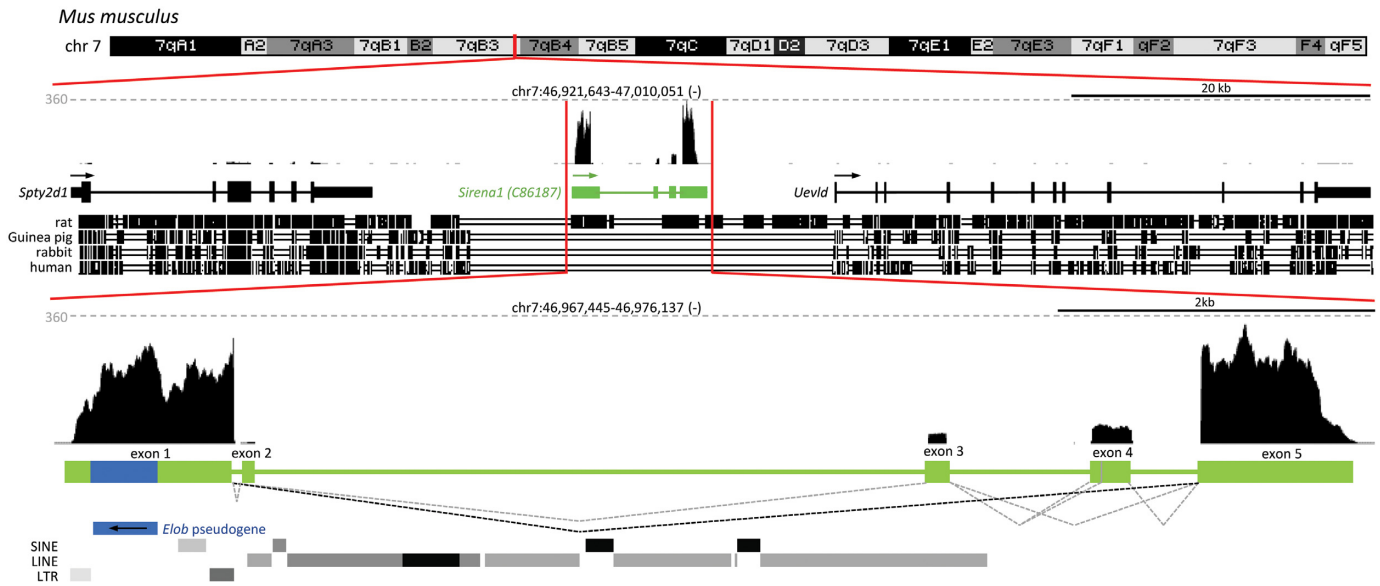 Mus musculus
chr 7 7qA1 A2 7qA3 7qB1 B2 7qB3 7qB4 7qB5 7qC 7qD1 D2 7qD3 7qE1 E2 7qE3 7qF1 qF2 7qF3 F4 qF5
360 chr7:46,921,643-47,010,051 (-) 20 kb
Spty2d1 Sirena1 (C86187) Uevld
rat
Guinea pig
rabbit
human
360 chr7:46,967,445-46,976,137 (-) 2kb
exon 1 exon 2 exon 3 exon 4 exon 5
Elob pseudogene
SINE
LINE
LTR